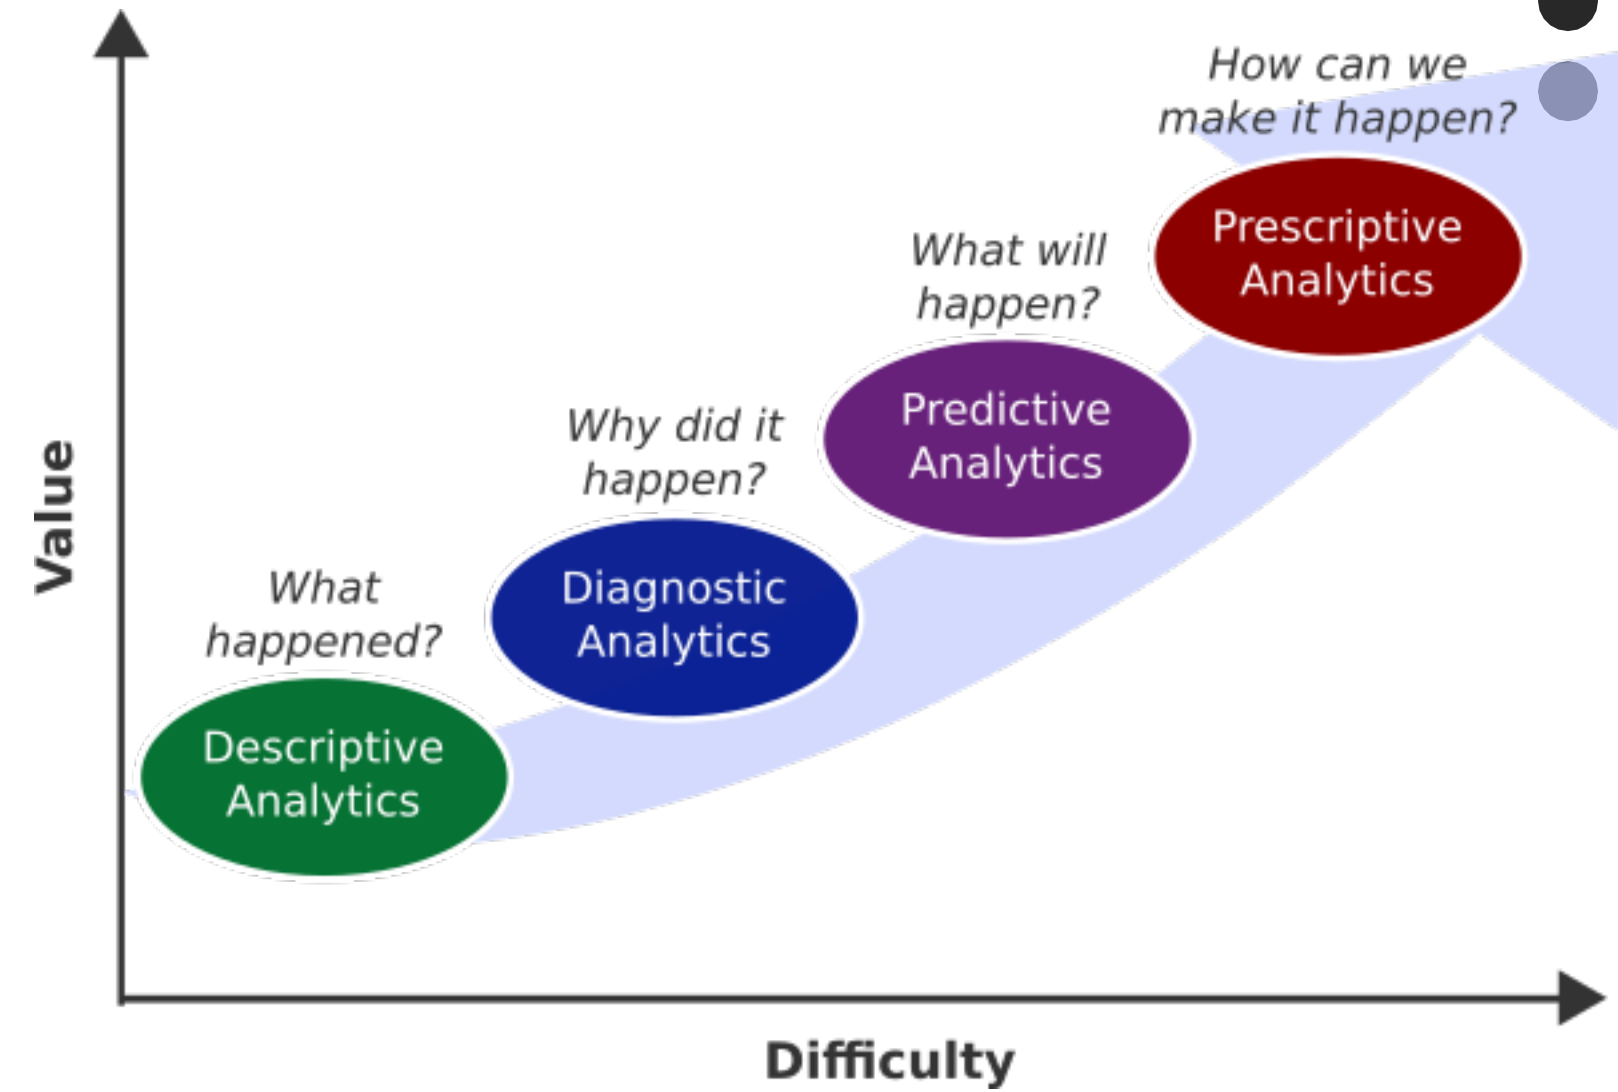 How can we
make it happen?
Prescriptive
Analytics
What will
happen?
Predictive
Analytics
Why did it
happen?
Diagnostic
Analytics
What
happened?
Descriptive
Analytics
Value
Difficulty